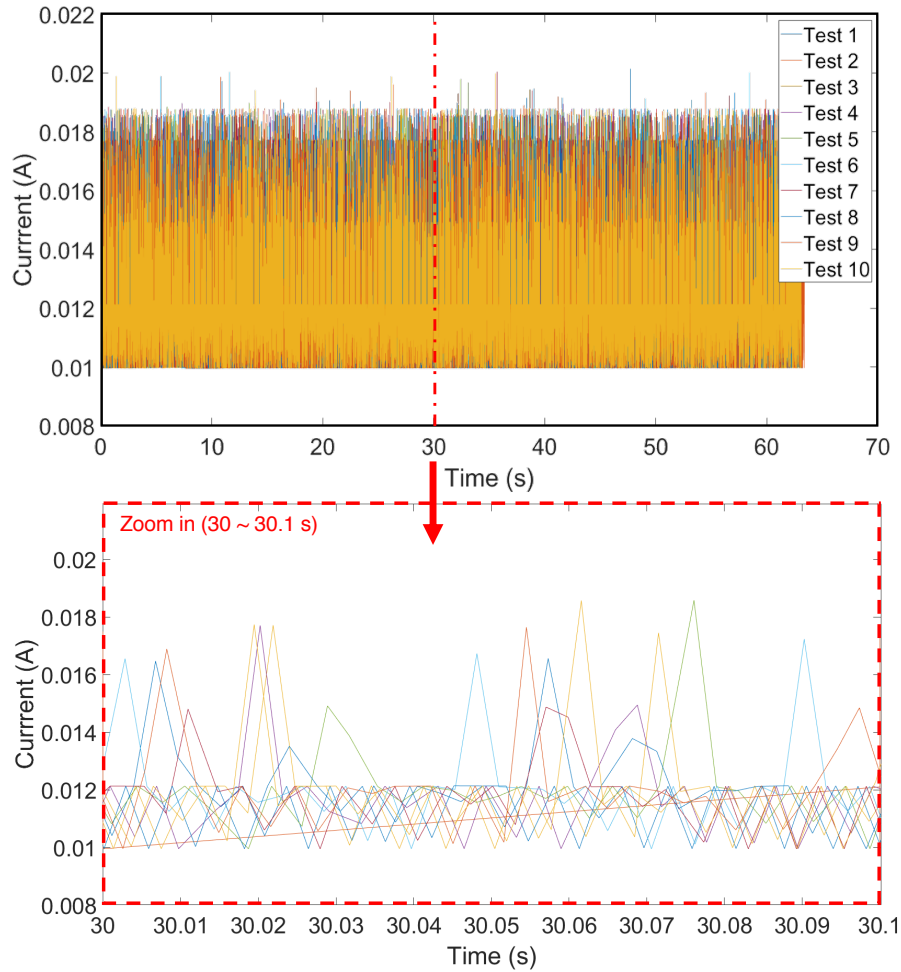 0.022
0.02
0.018
0.016
0.014
0.012
0.01
0.008
Currrent (A)
0
10
20
30
40
50
60
70
Time (s)
Test 1
Test 2
Test 3
Test 4
Test 5
Test 6
Test 7
Test 8
Test 9
Test 10
Zoom in (30 ~ 30.1 s)
0.02
0.018
0.016
0.014
0.012
0.01
0.008
Currrent (A)
30
30.01
30.02
30.03
30.04
30.05
30.06
30.07
30.08
30.09
30.1
Time (s)